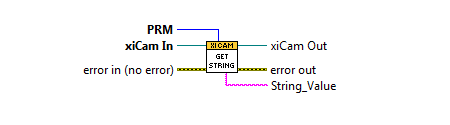 PRM
xiCam In
XICAM
xiCam Out
GET
STRING
error in (no error)
error out
String_Value